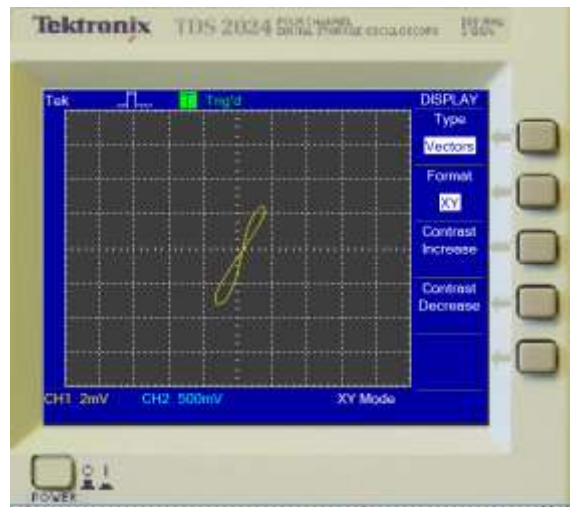 Tektronix TDS 2024
Tek Trig'd
DISPLAY
Type
Vectors
Format
XY
Contrast
Increase
Contrast
Decrease
CH1 2mV CH2 500mV XY Mode
POWER